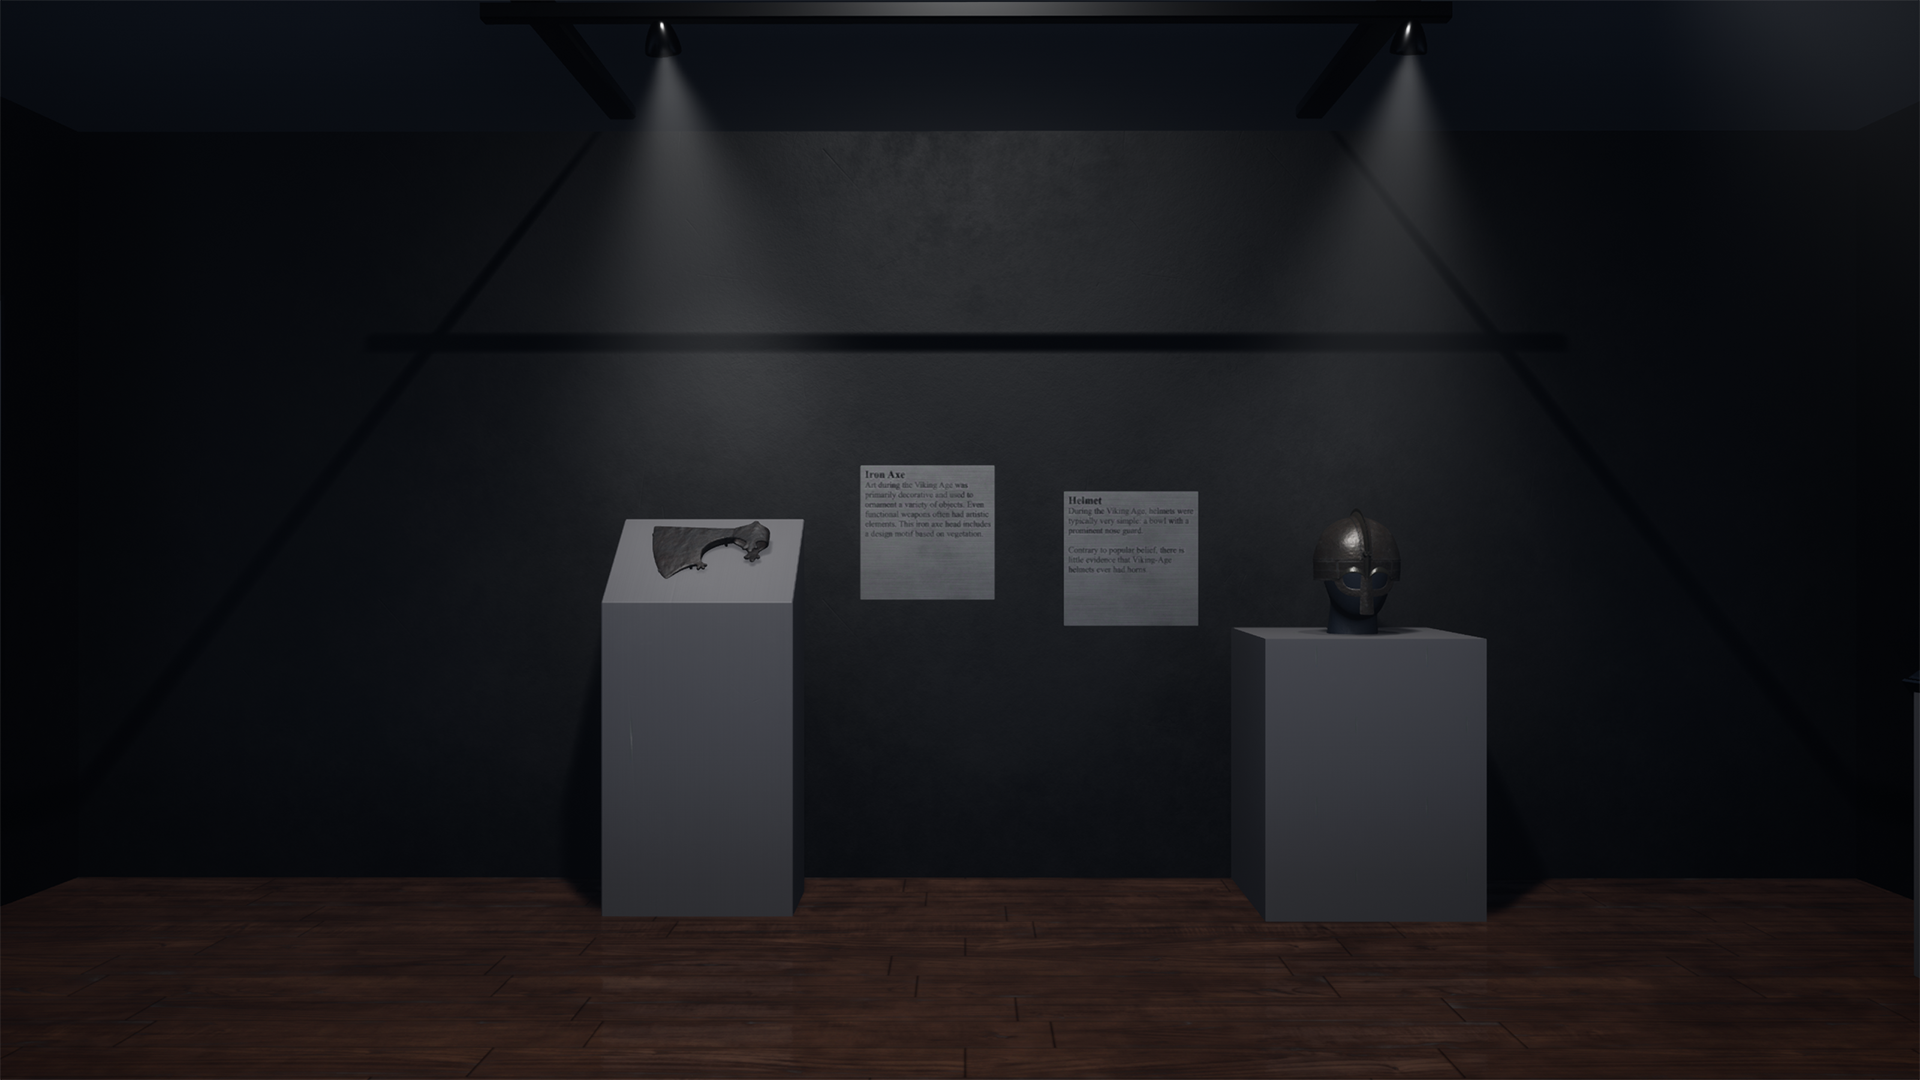 Iron Axe
Art during the Viking Age was
primarily decorative and used to
ornament a variety of objects. Even
functional weapons often had artistic
elements. This iron axe head includes
a design motif based on vegetation.
Helmet
During the Viking Age, helmets were
typically very simple: a bowl with a
prominent nose guard.
Contrary to popular belief, there is
little evidence that Viking-Age
helmets ever had horns